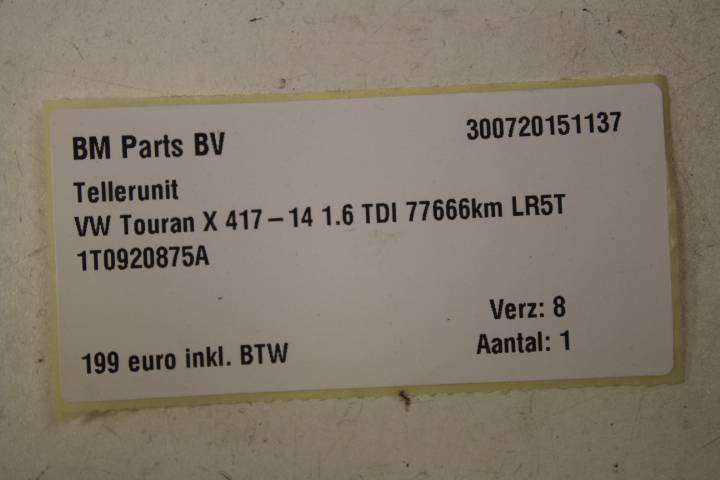 BM Parts BV 300720151137
Tellerunit
VW Touran X 417-14 1.6 TDI 77666km LR5T
1T0920875A
Verz: 8
199 euro inkl. BTW Aantal: 1